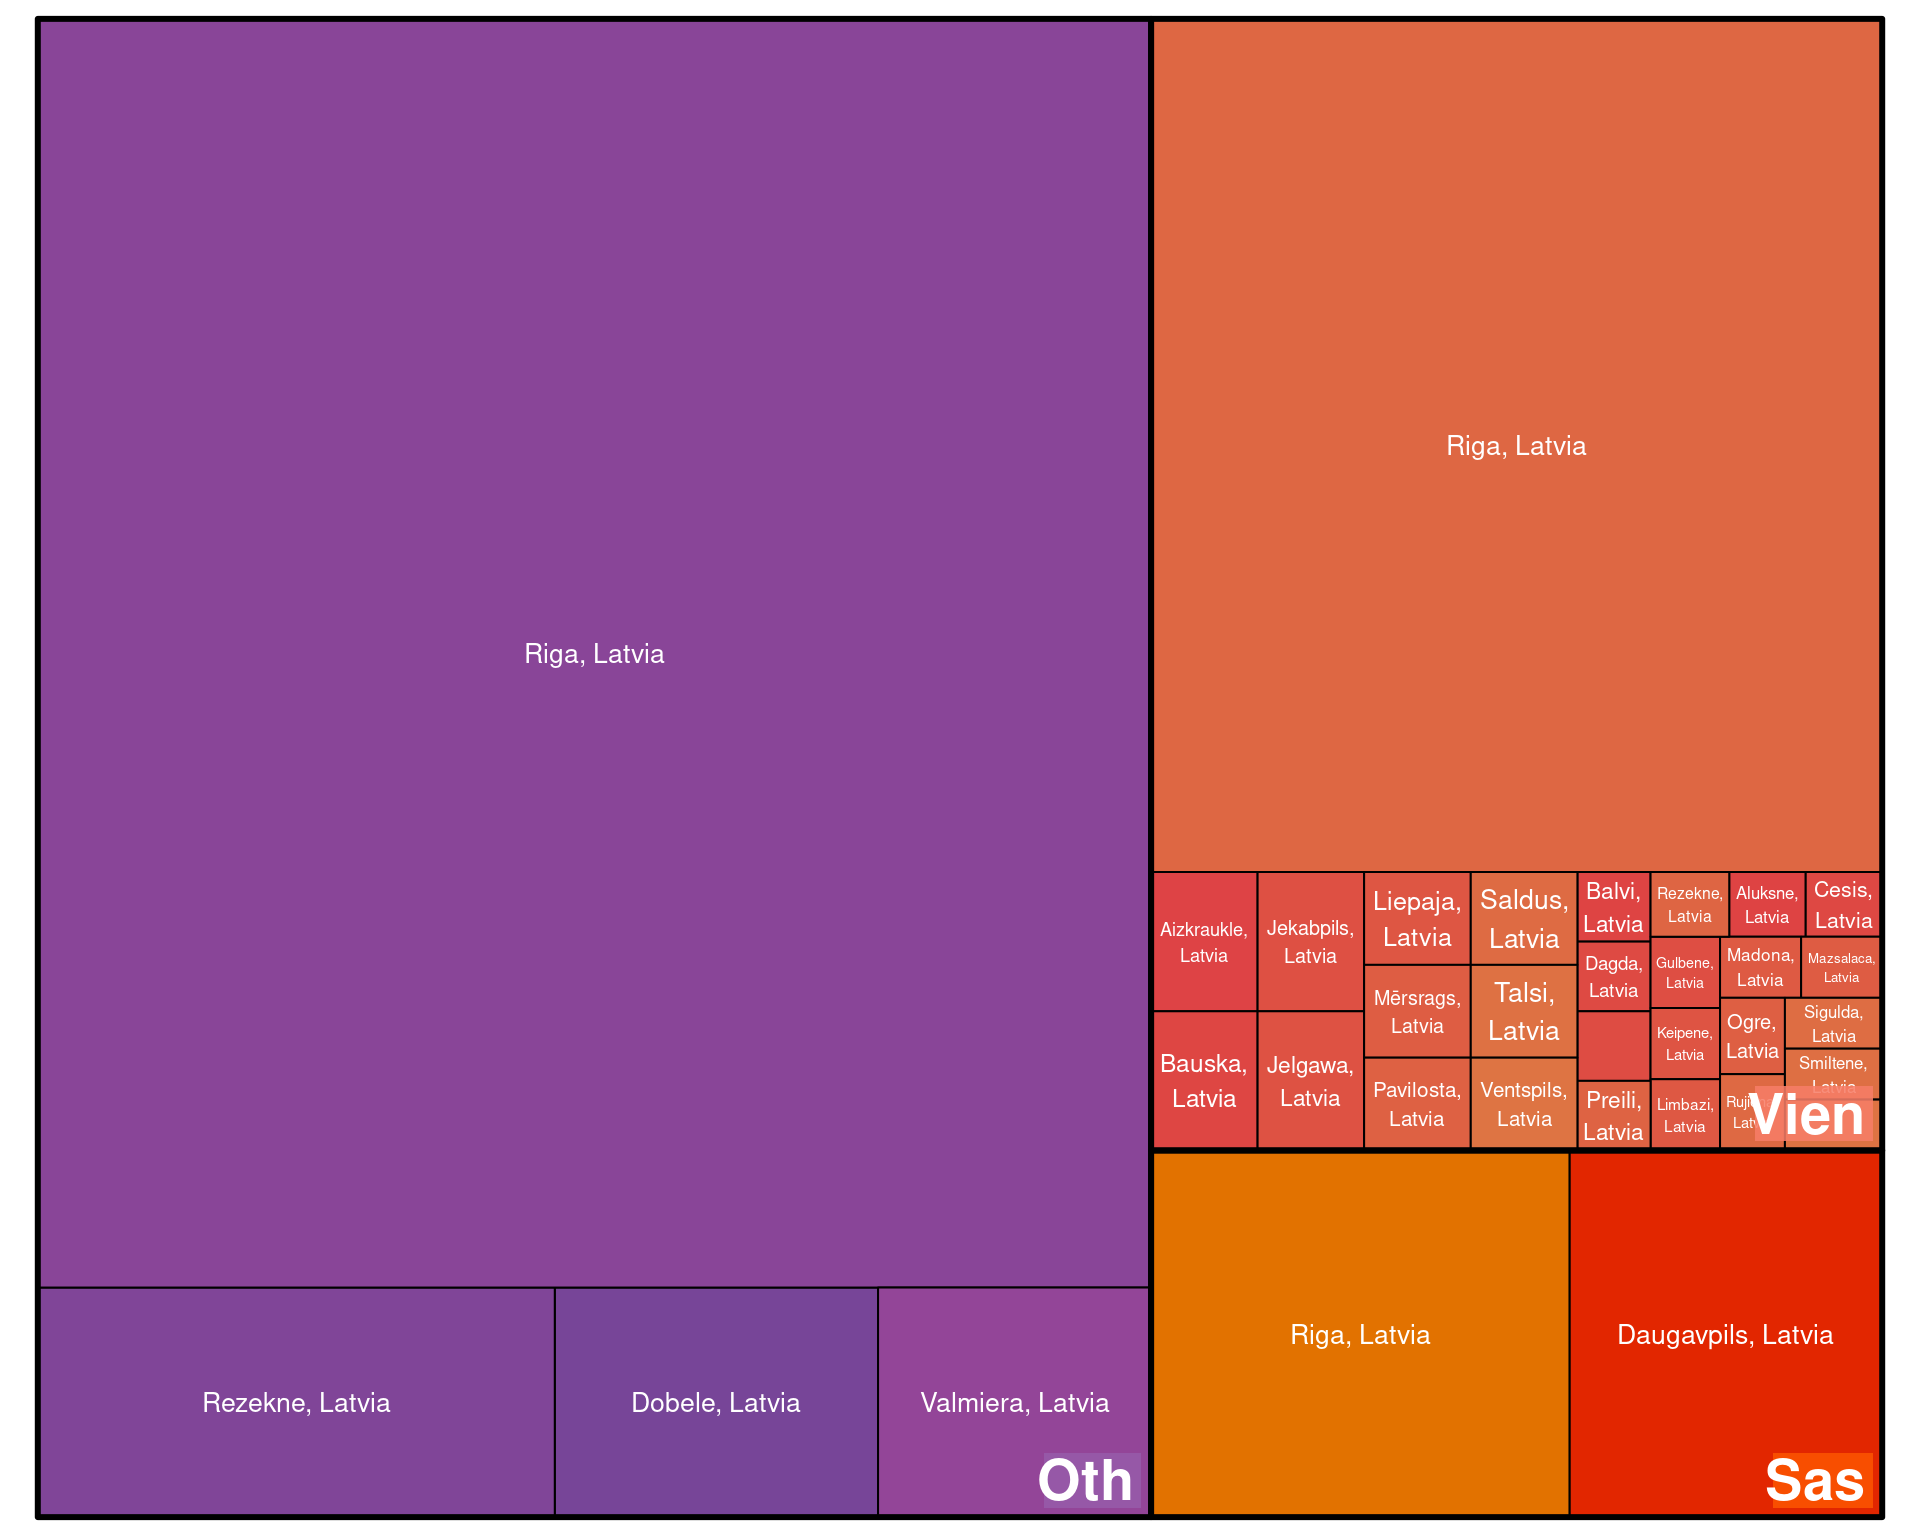 Riga, Latvia
Rezekne, Latvia
Dobele, Latvia
Valmiera, Latvia
Oth
Riga, Latvia
Aizkraukle,
Latvia
Bauska,
Latvia
Jekabpils,
Latvia
Jelgawa,
Latvia
Liepaja,
Latvia
Mērsrags,
Latvia
Pavilosta,
Latvia
Saldus,
Latvia
Talsi,
Latvia
Ventspils,
Latvia
Balvi,
Latvia
Dagda,
Latvia
Preili,
Latvia
Rezekne,
Latvia
Aluksne,
Latvia
Cesis,
Latvia
Gulbene,
Latvia
Keipene,
Latvia
Limbazi,
Latvia
Madona,
Latvia
Mazsalaca,
Latvia
Ogre,
Latvia
Sigulda,
Latvia
Smiltene,
Latvia
Vien
Riga, Latvia
Daugavpils, Latvia
Sas